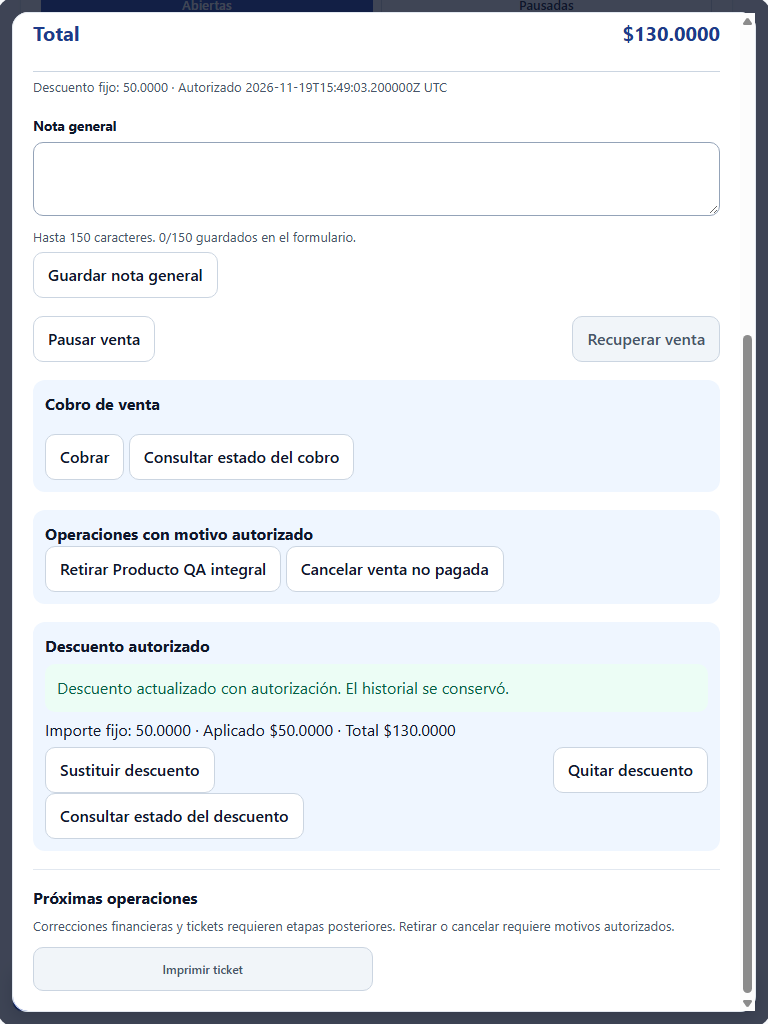 Abiertas
Pausadas
Total
$130.0000
Descuento fijo: 50.0000 · Autorizado 2026-11-19T15:49:03.200000Z UTC
Nota general
Hasta 150 caracteres. 0/150 guardados en el formulario.
Guardar nota general
Pausar venta
Recuperar venta
Cobro de venta
Cobrar
Consultar estado del cobro
Operaciones con motivo autorizado
Retirar Producto QA integral
Cancelar venta no pagada
Descuento autorizado
Descuento actualizado con autorización. El historial se conservó.
Importe fijo: 50.0000 · Aplicado $50.0000 · Total $130.0000
Sustituir descuento
Quitar descuento
Consultar estado del descuento
Próximas operaciones
Correcciones financieras y tickets requieren etapas posteriores. Retirar o cancelar requiere motivos autorizados.
Imprimir ticket